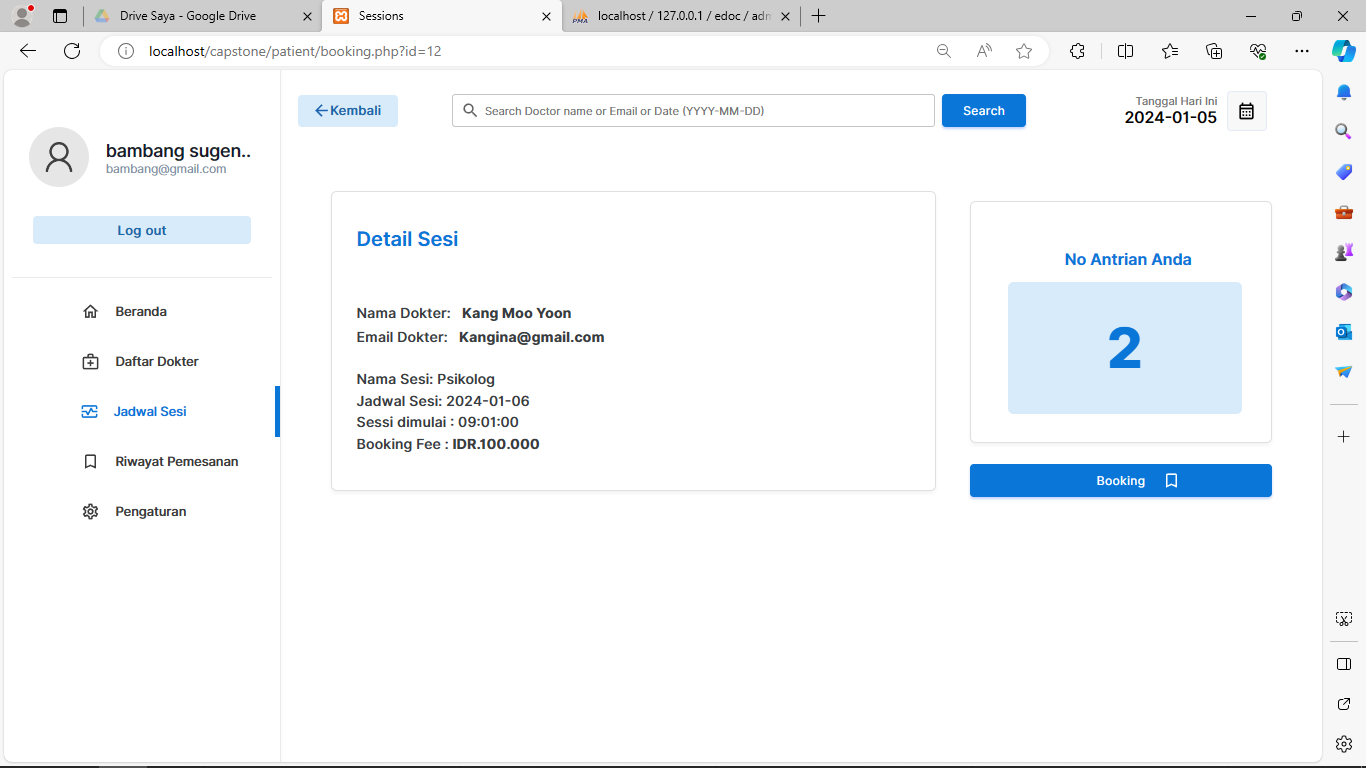 Drive Saya - Google Drive
Sessions
PMA
localhost / 127.0.0.1 / edoc / adm
localhost/capstone/patient/booking.php?id=12
bambang sugen..
bambang@gmail.com
Log out
Beranda
Daftar Dokter
Jadwal Sesi
Riwayat Pemesanan
Pengaturan
Kembali
Search Doctor name or Email or Date (YYYY-MM-DD)
Search
Tanggal Hari Ini
2024-01-05
Detail Sesi
Nama Dokter: Kang Moo Yoon
Email Dokter: Kangina@gmail.com
Nama Sesi: Psikolog
Jadwal Sesi: 2024-01-06
Sessi dimulai : 09:01:00
Booking Fee : IDR.100.000
No Antrian Anda
2
Booking